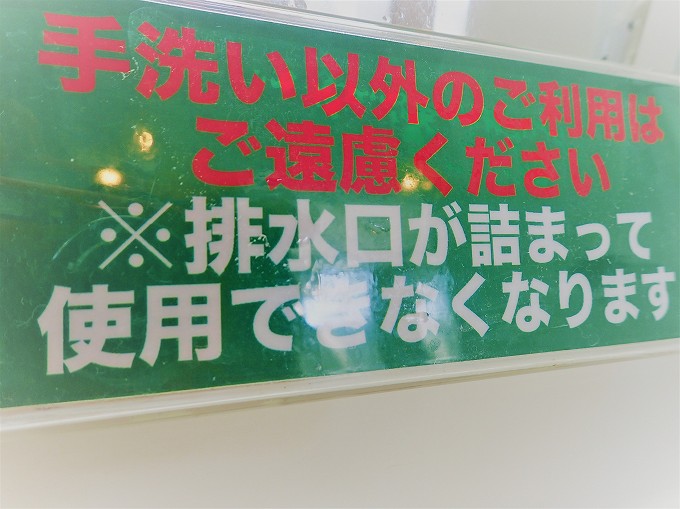 手洗い以外のご利用は
ご遠慮ください
※排水口が詰まって
使用できなくなります